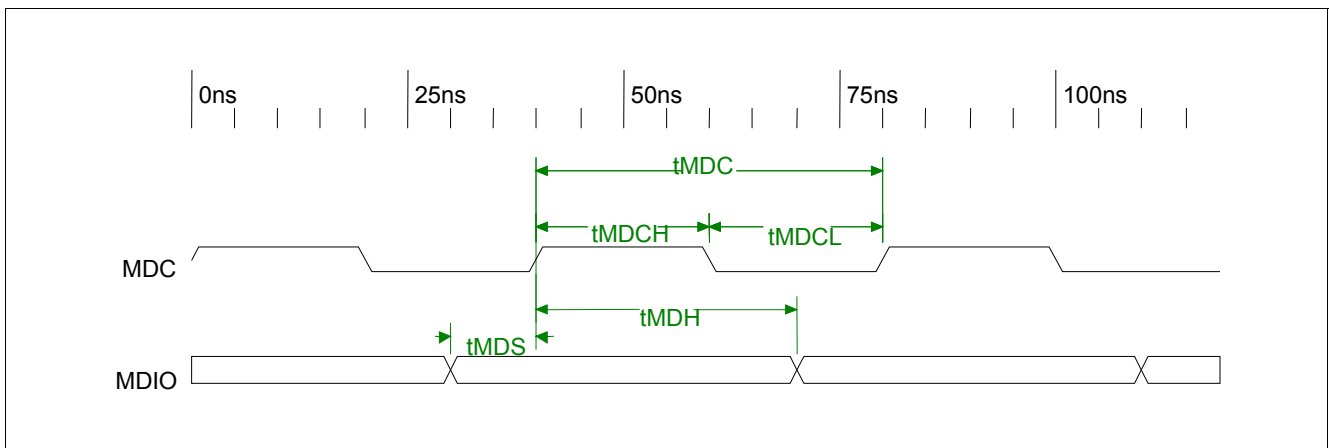 0ns 25ns 50ns 75ns 100ns
tMDC
tMDCH tMDCL
MDC
tMDH
tMDS
MDIO